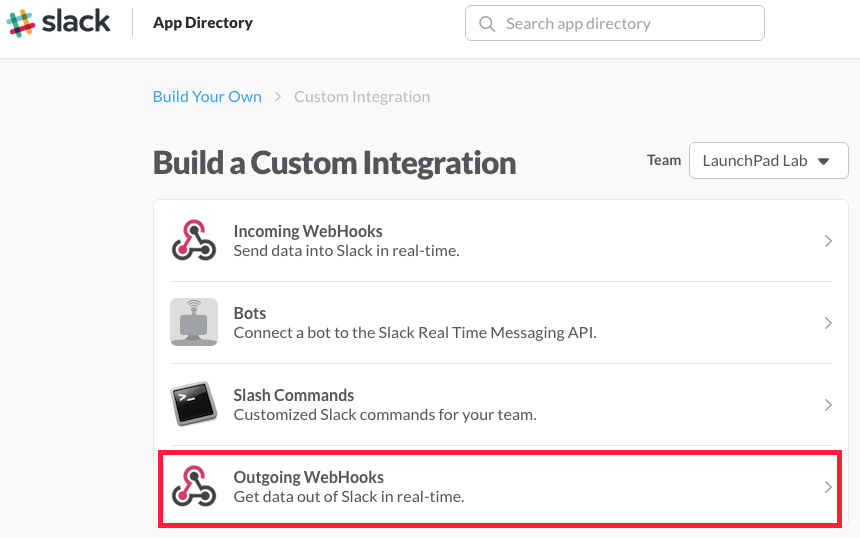 slack
App Directory
Search app directory
Build Your Own > Custom Integration
Build a Custom Integration
Team
LaunchPad Lab
Incoming WebHooks
Send data into Slack in real-time.
Bots
Connect a bot to the Slack Real Time Messaging API.
>_
Slash Commands
Customized Slack commands for your team.
Outgoing WebHooks
Get data out of Slack in real-time.